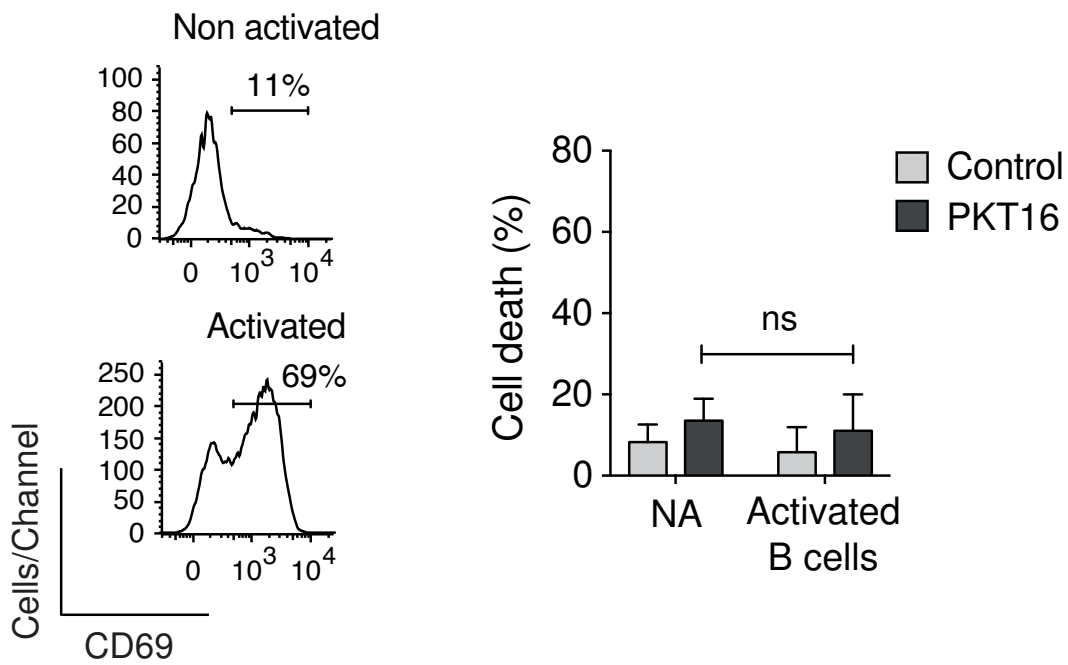 Non activated
11%
100
80
60
40
20
0
0 10^3 10^4
Activated
69%
250
200
150
100
50
0
0 10^3 10^4
Cells/Channel
CD69
Cell death (%)
80
60
40
20
0
ns
NA
Activated
B cells
Control
PKT16